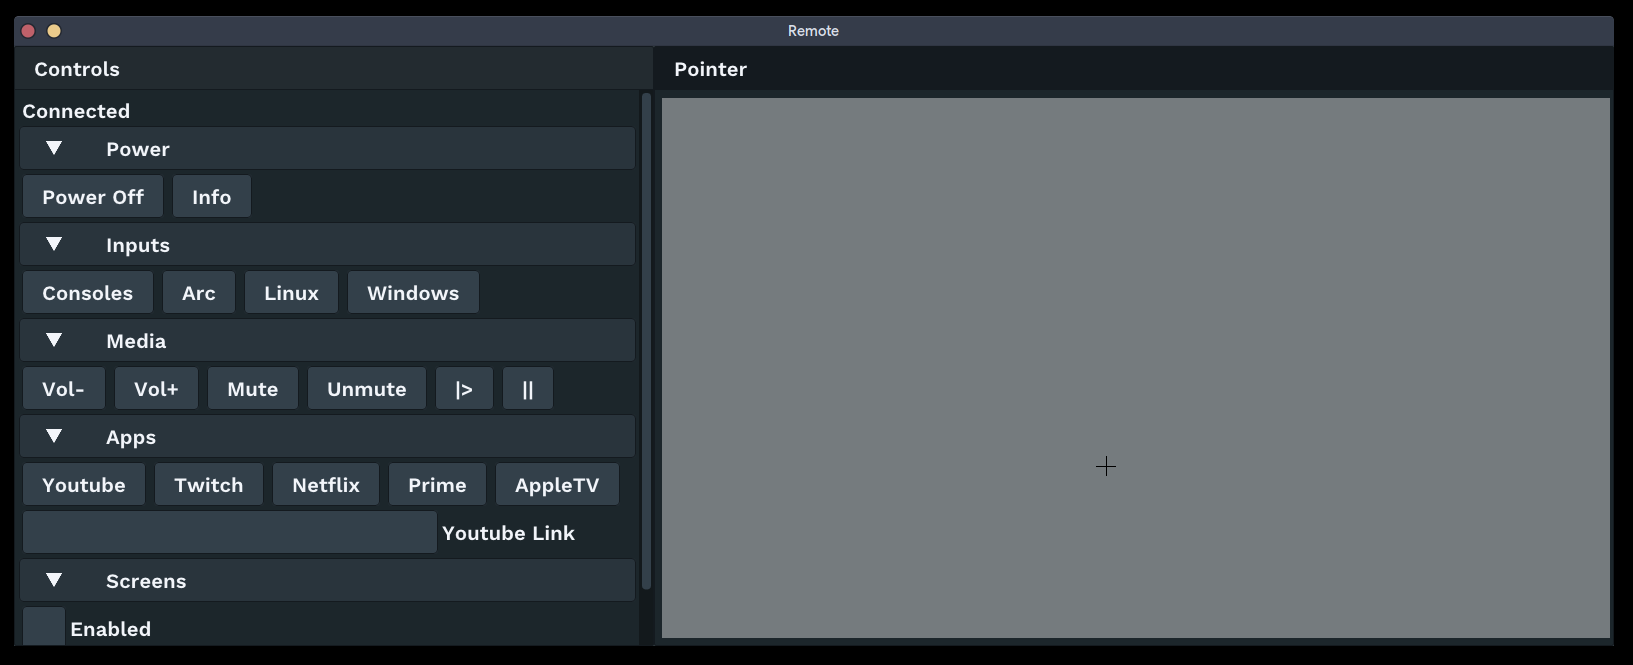 Remote
Controls
Pointer
Connected
Power
Power Off Info
Inputs
Consoles Arc Linux Windows
Media
Vol- Vol+ Mute Unmute |> ||
Apps
Youtube Twitch Netflix Prime AppleTV
Youtube Link
Screens
Enabled